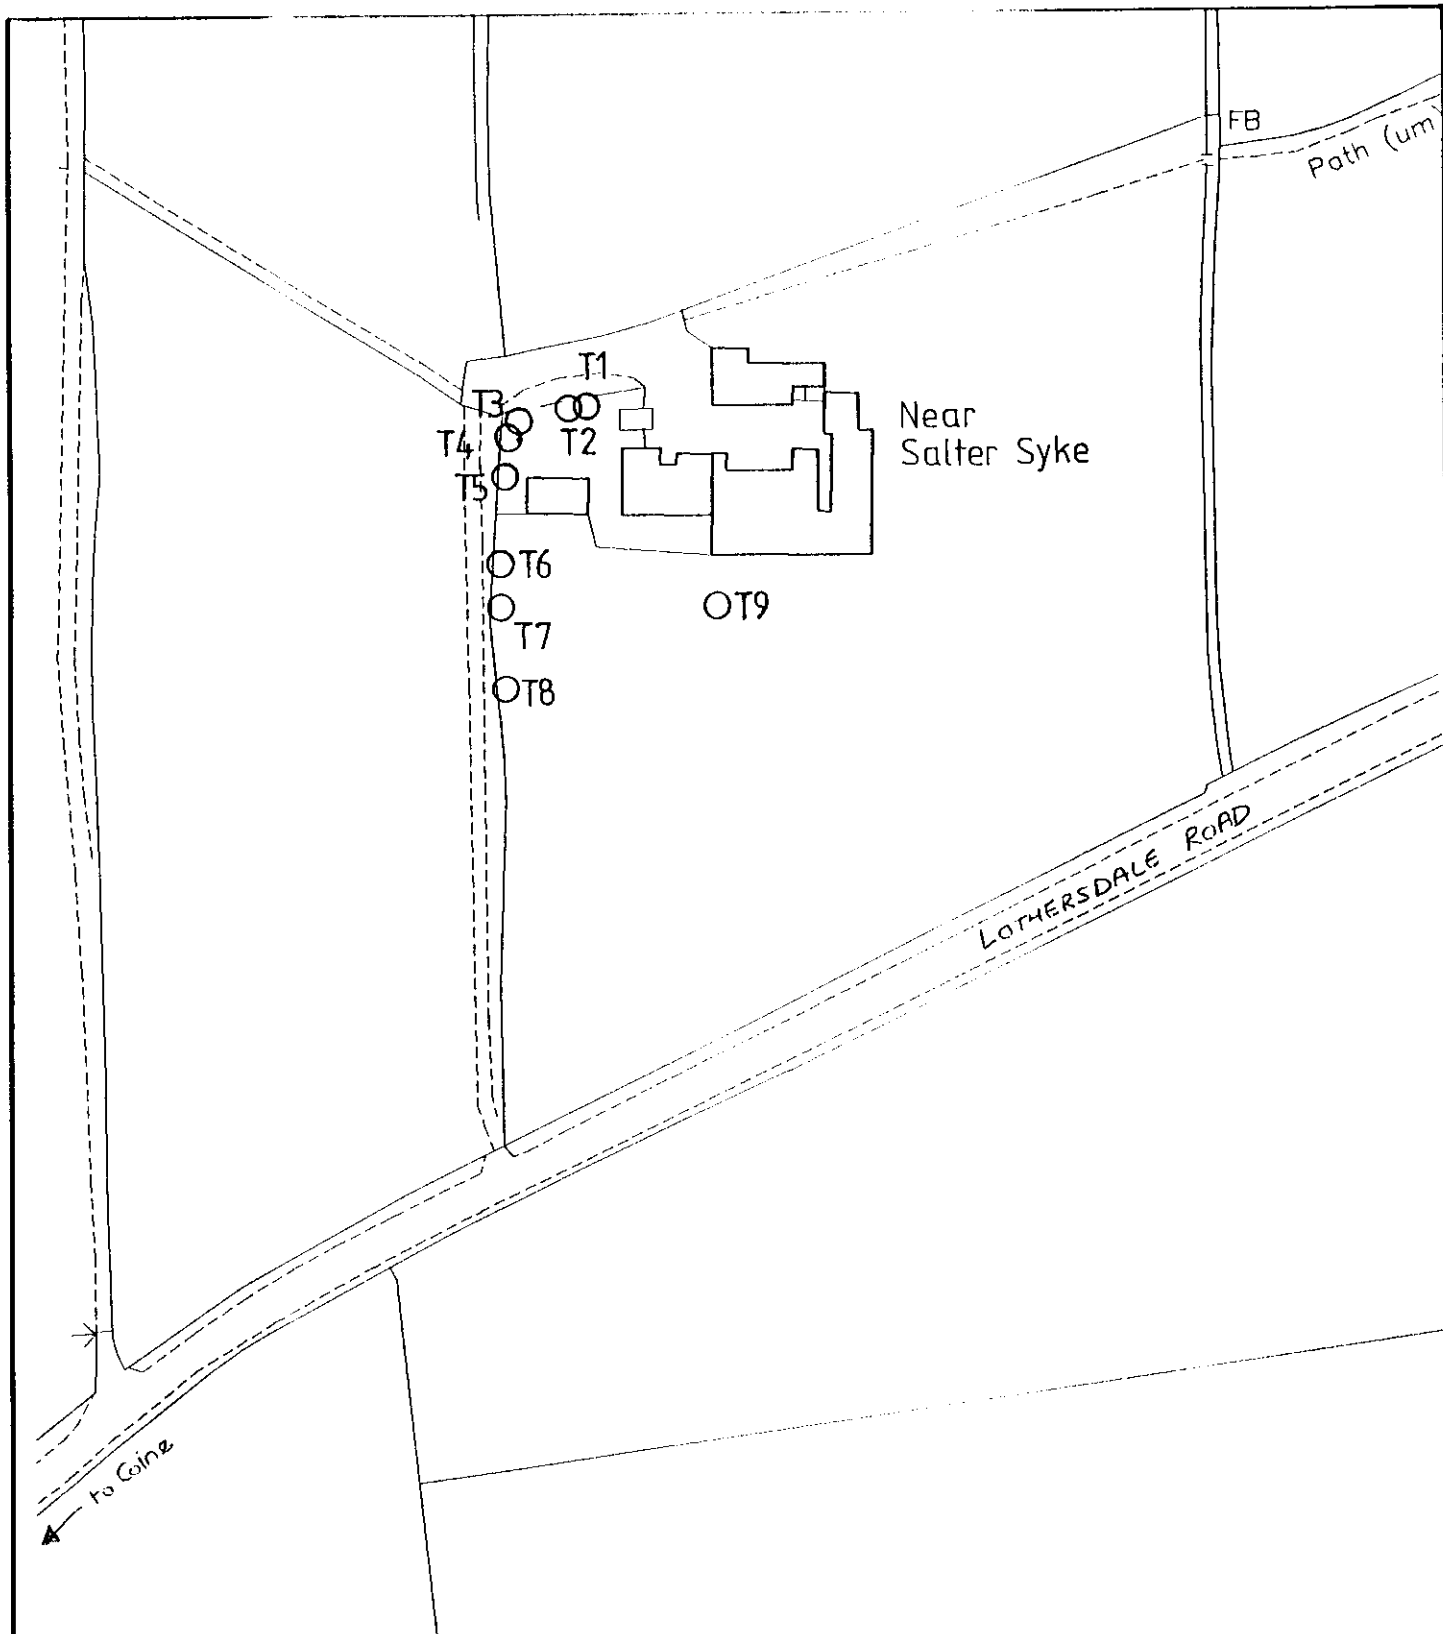 FB
Path (um
T1
T3
T4
T2
Near
Salter Syke
T5
T6
T9
T7
T8
LOTHERSDALE ROAD
to Colne